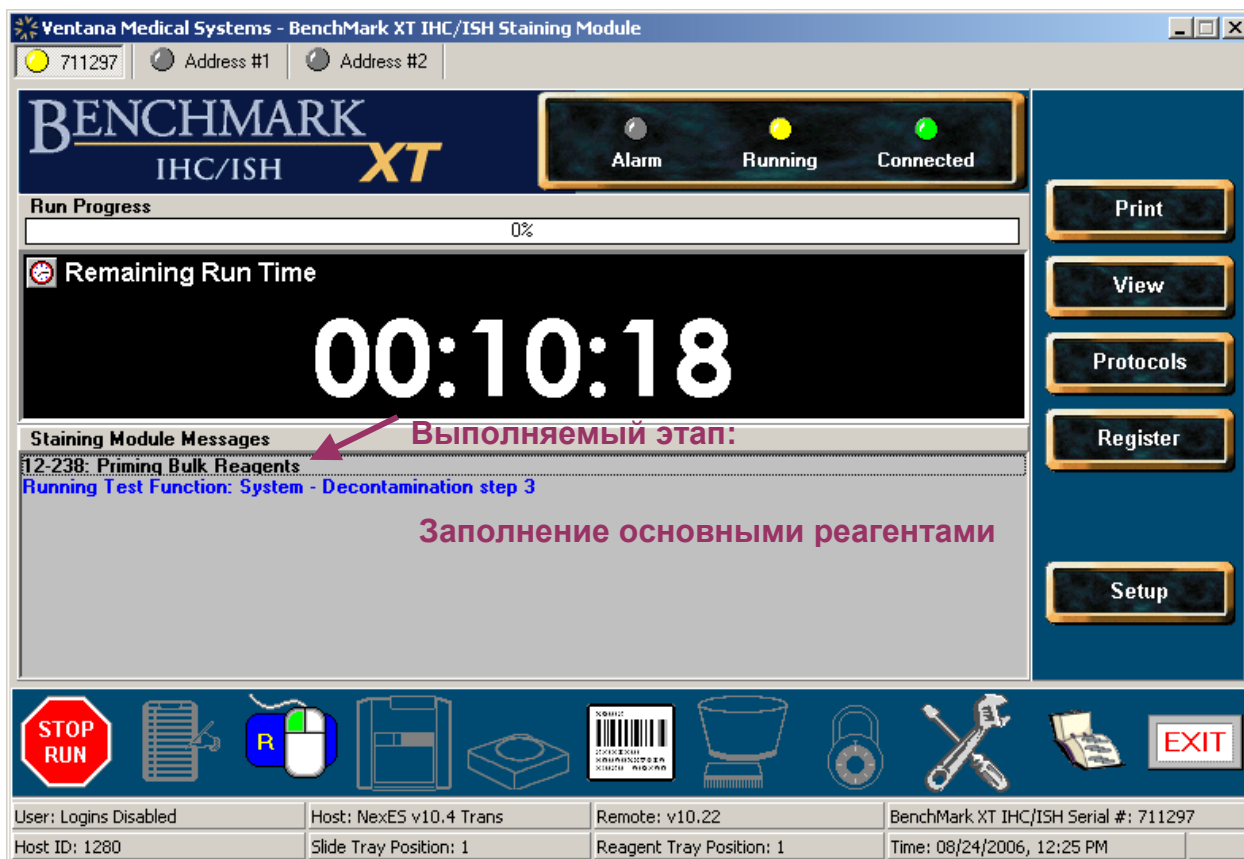 Ventana Medical Systems - BenchMark XT IHC/ISH Staining Module
711297 Address #1 Address #2
BENCHMARK
IHC/ISH XT
Alarm Running Connected
Run Progress
0%
Remaining Run Time
00:10:18
Print
View
Protocols
Register
Setup
Staining Module Messages
Выполняемый этап:
12-238: Priming Bulk Reagents
Running Test Function: System - Decontamination step 3
Заполнение основными реагентами
STOP
RUN
R
EXIT
User: Logins Disabled Host: NexES v10.4 Trans Remote: v10.22 BenchMark XT IHC/ISH Serial #: 711297
Host ID: 1280 Slide Tray Position: 1 Reagent Tray Position: 1 Time: 08/24/2006, 12:25 PM